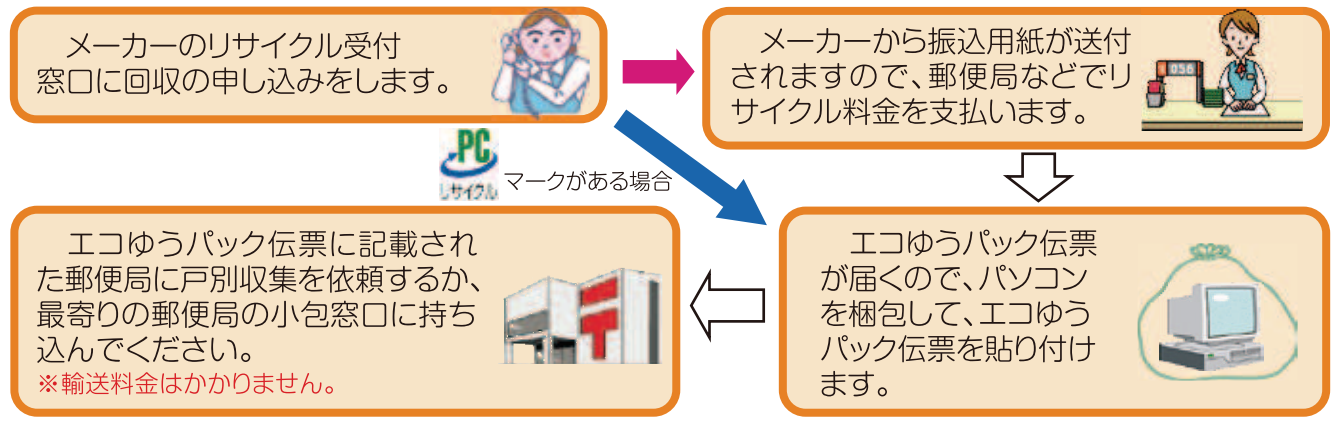 メーカーのリサイクル受付
窓口に回収の申し込みをします。
メーカーから振込用紙が送付
されますので、郵便局などでリ
サイクル料金を支払います。
056
PC
リサイクル
マークがある場合
エコゆうパック伝票
が届くので、パソコン
を梱包して、エコゆう
パック伝票を貼り付け
ます。
エコゆうパック伝票に記載され
た郵便局に戸別収集を依頼するか、
最寄りの郵便局の小包窓口に持ち
込んでください。
※輸送料金はかかりません。